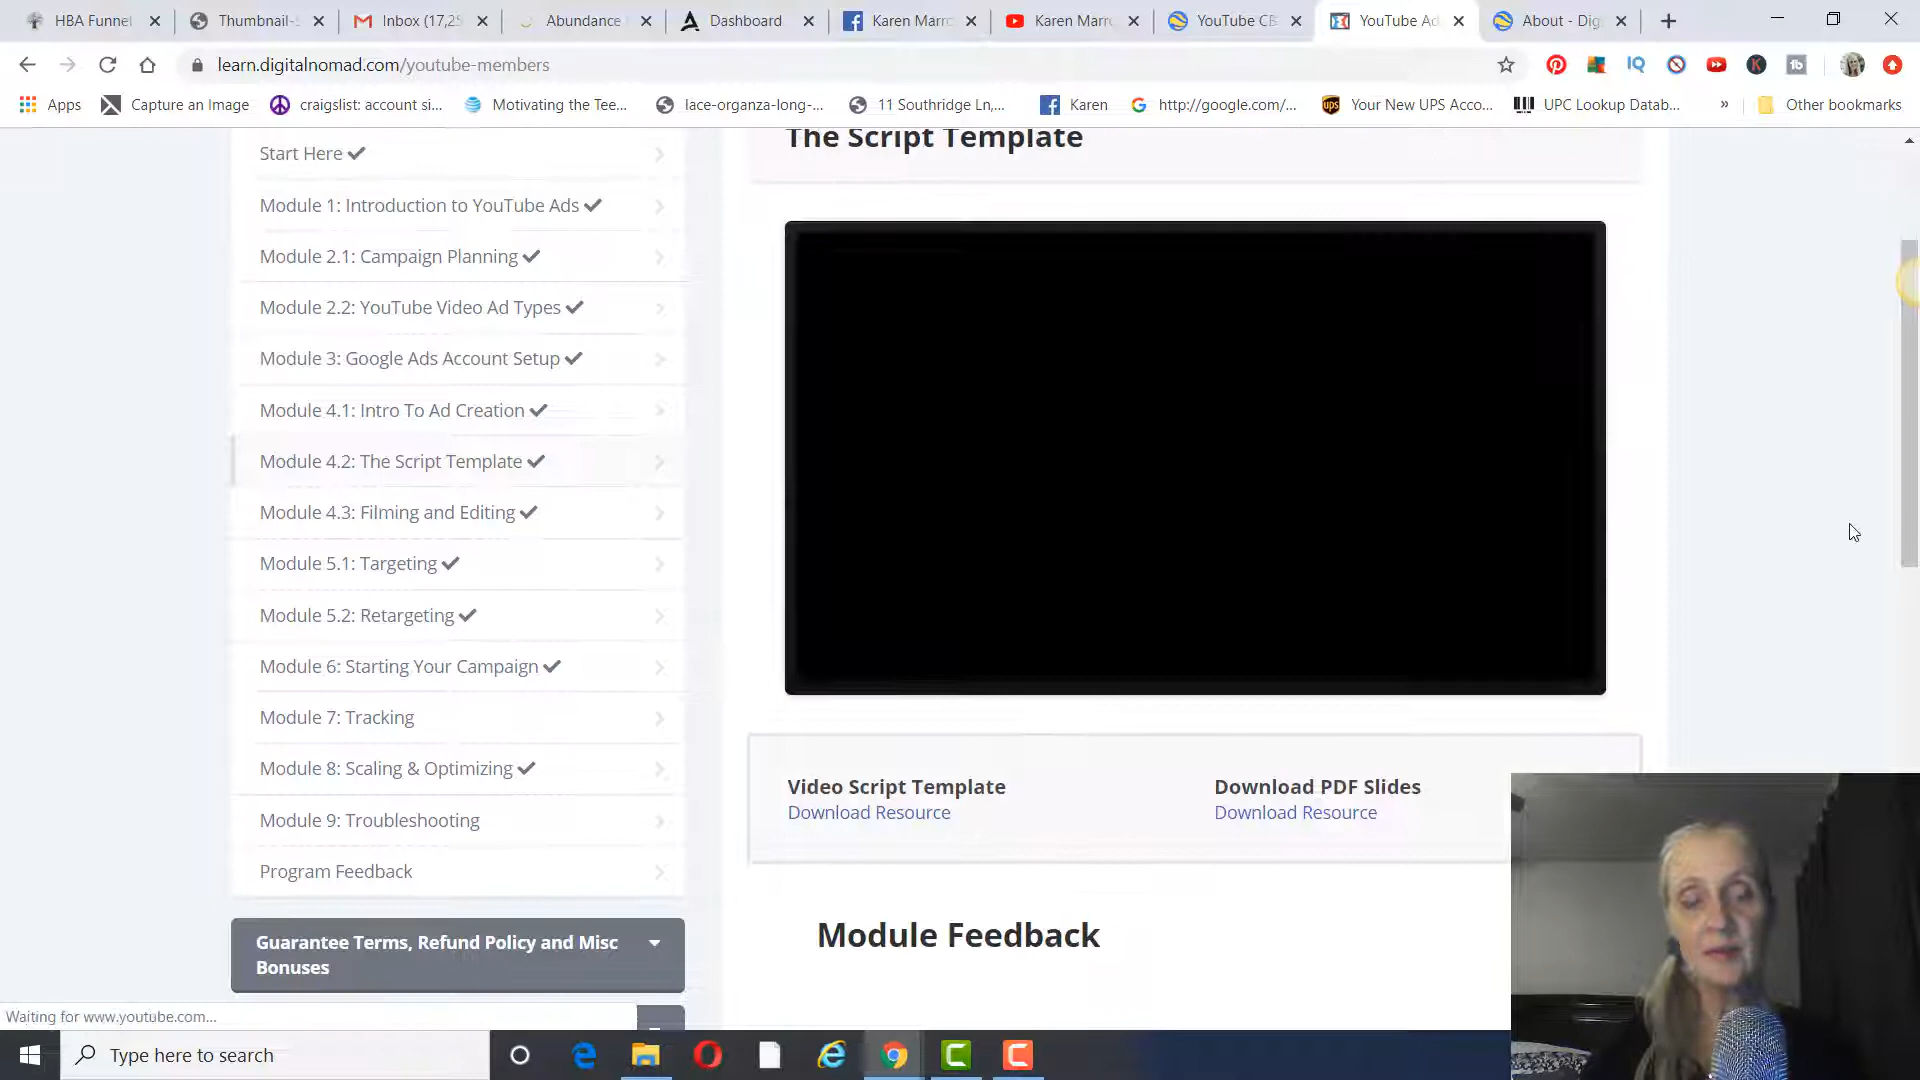 HBA Funnel
Thumbnail-
Inbox (17,25
Abundance
Dashboard
Karen Marr
Karen Marr
YouTube CB
YouTube Ad
About - Dig
learn.digitalnomad.com/youtube-members
Apps
Capture an Image
craigslist: account si...
Motivating the Tee...
lace-organza-long-...
11 Southridge Ln,...
Karen
http://google.com/...
Your New UPS Acco...
UPC Lookup Datab...
»
Other bookmarks
Start Here
Module 1: Introduction to YouTube Ads
Module 2.1: Campaign Planning
Module 2.2: YouTube Video Ad Types
Module 3: Google Ads Account Setup
Module 4.1: Intro To Ad Creation
Module 4.2: The Script Template
Module 4.3: Filming and Editing
Module 5.1: Targeting
Module 5.2: Retargeting
Module 6: Starting Your Campaign
Module 7: Tracking
Module 8: Scaling & Optimizing
Module 9: Troubleshooting
Program Feedback
Guarantee Terms, Refund Policy and Misc
Bonuses
The Script Template
Video Script Template
Download Resource
Download PDF Slides
Download Resource
Module Feedback
Waiting for www.youtube.com...
Type here to search